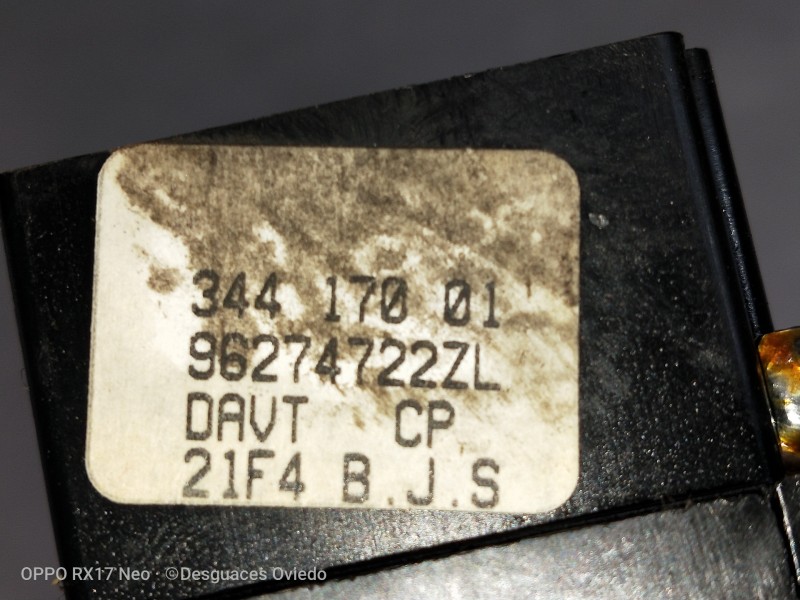 344 170 01
96274722ZL
DAVT CP
21F4 B.J.S
OPPO RX17 Neo · ©Desguaces Oviedo